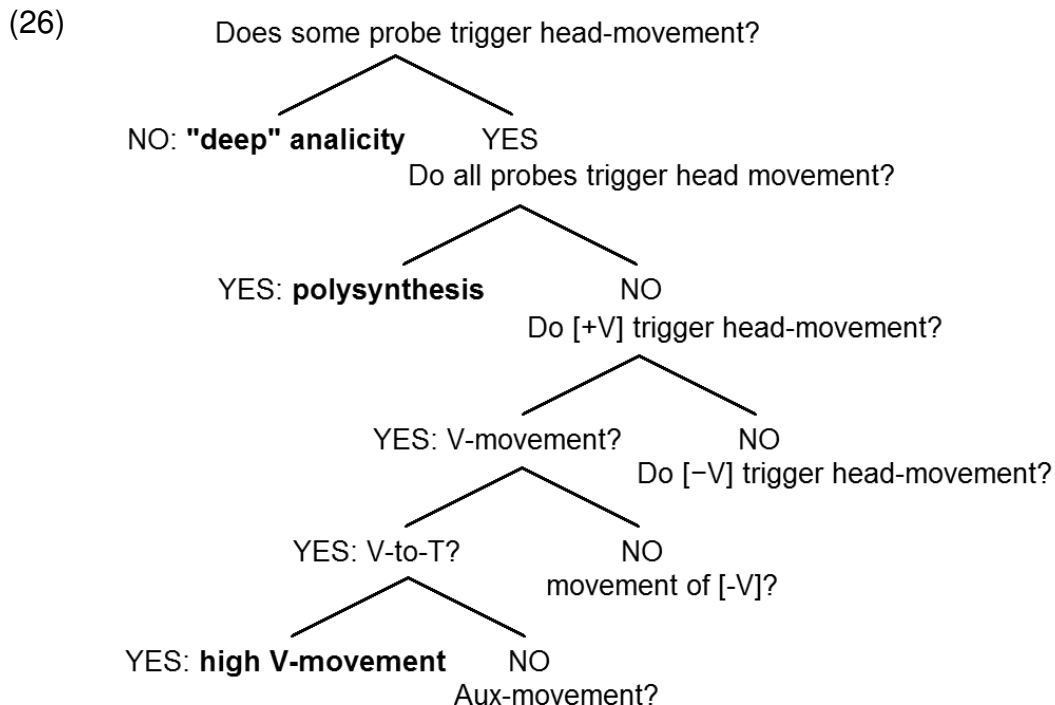 (26)
Does some probe trigger head-movement?
NO: "deep" analicity YES
Do all probes trigger head movement?
YES: polysynthesis NO
Do [+V] trigger head-movement?
YES: V-movement? NO
Do [−V] trigger head-movement?
YES: V-to-T? NO
movement of [-V]?
YES: high V-movement NO
Aux-movement?